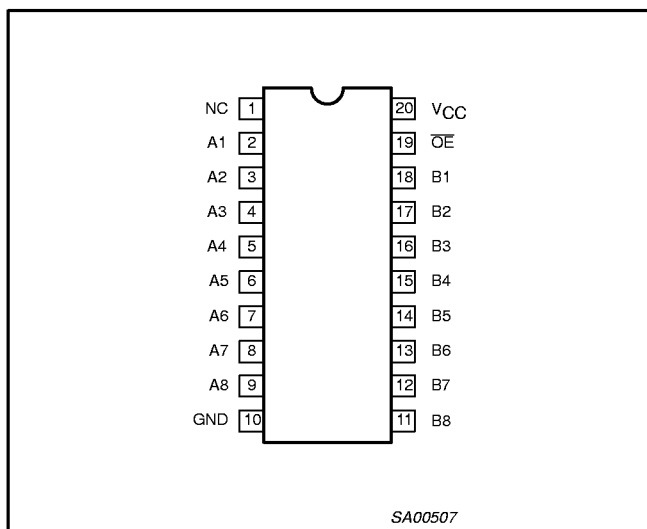 NC 1 20 VCC
A1 2 19 O̅E̅
A2 3 18 B1
A3 4 17 B2
A4 5 16 B3
A5 6 15 B4
A6 7 14 B5
A7 8 13 B6
A8 9 12 B7
GND 10 11 B8
SA00507